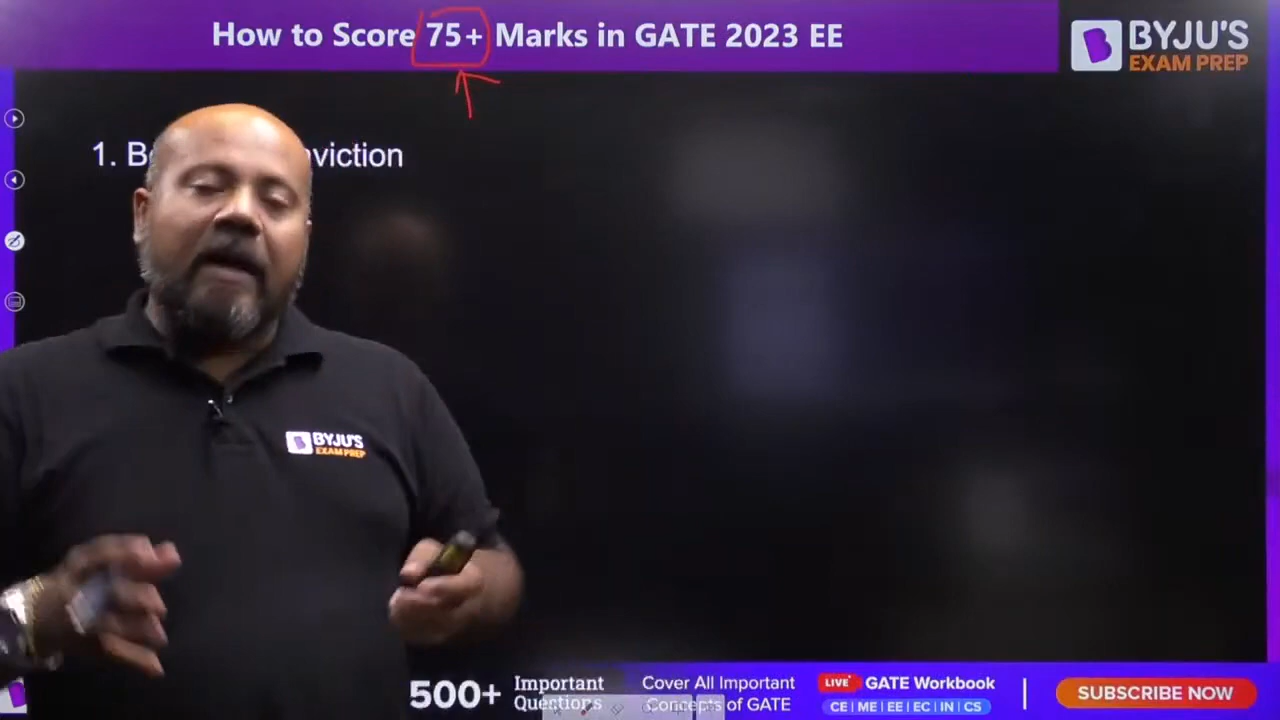 How to Score 75+ Marks in GATE 2023 EE
BYJU'S
EXAM PREP
1. B viction
BYJU'S
EXAM PREP
500+ Important Questions
Cover All Important
Concepts of GATE
LIVE GATE Workbook
CE | ME | EE | EC | IN | CS
SUBSCRIBE NOW